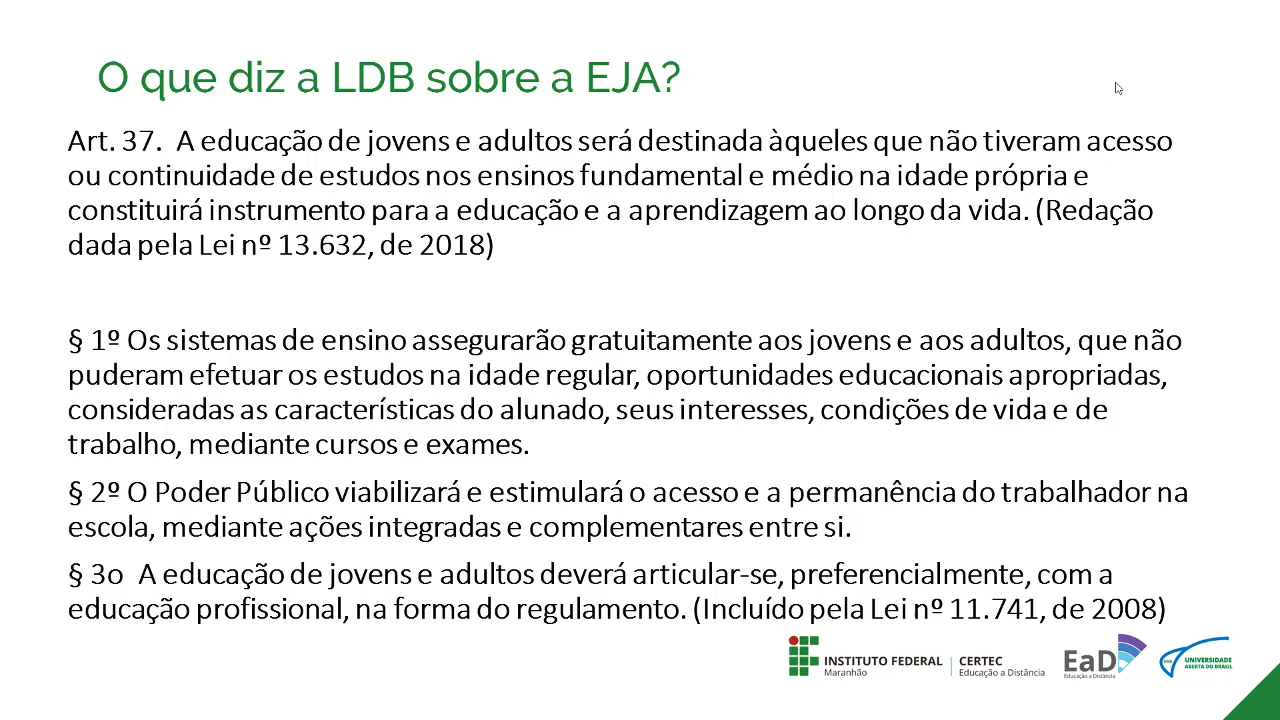 O que diz a LDB sobre a EJA?
Art. 37.  A educação de jovens e adultos será destinada àqueles que não tiveram acesso
ou continuidade de estudos nos ensinos fundamental e médio na idade própria e
constituirá instrumento para a educação e a aprendizagem ao longo da vida. (Redação
dada pela Lei nº 13.632, de 2018)
§ 1º Os sistemas de ensino assegurarão gratuitamente aos jovens e aos adultos, que não
puderam efetuar os estudos na idade regular, oportunidades educacionais apropriadas,
consideradas as características do alunado, seus interesses, condições de vida e de
trabalho, mediante cursos e exames.
§ 2º O Poder Público viabilizará e estimulará o acesso e a permanência do trabalhador na
escola, mediante ações integradas e complementares entre si.
§ 3o  A educação de jovens e adultos deverá articular-se, preferencialmente, com a
educação profissional, na forma do regulamento. (Incluído pela Lei nº 11.741, de 2008)
INSTITUTO FEDERAL
Maranhão
CERTEC
Educação a Distância
EaD
Educação a Distância
UAB
UNIVERSIDADE
ABERTA DO BRASIL